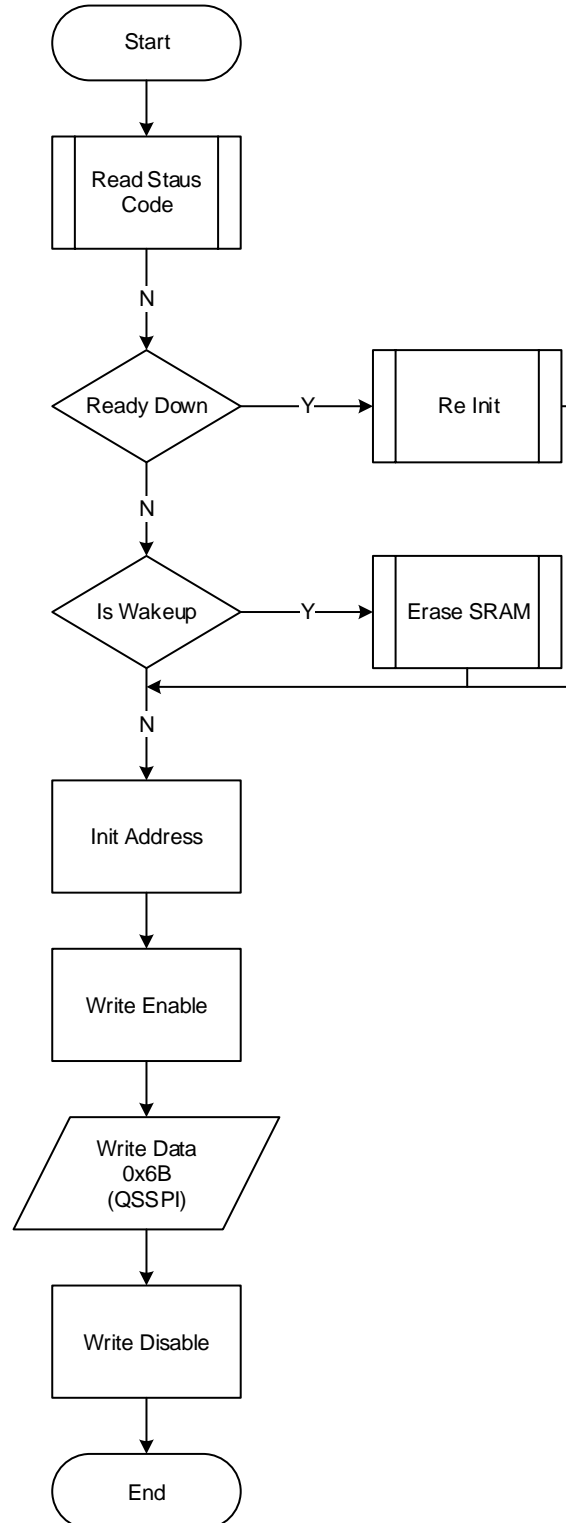 Start
Read Staus
Code
N
Ready Down
Y
Re Init
N
Is Wakeup
Y
Erase SRAM
N
Init Address
Write Enable
Write Data
0x6B
(QSSPI)
Write Disable
End